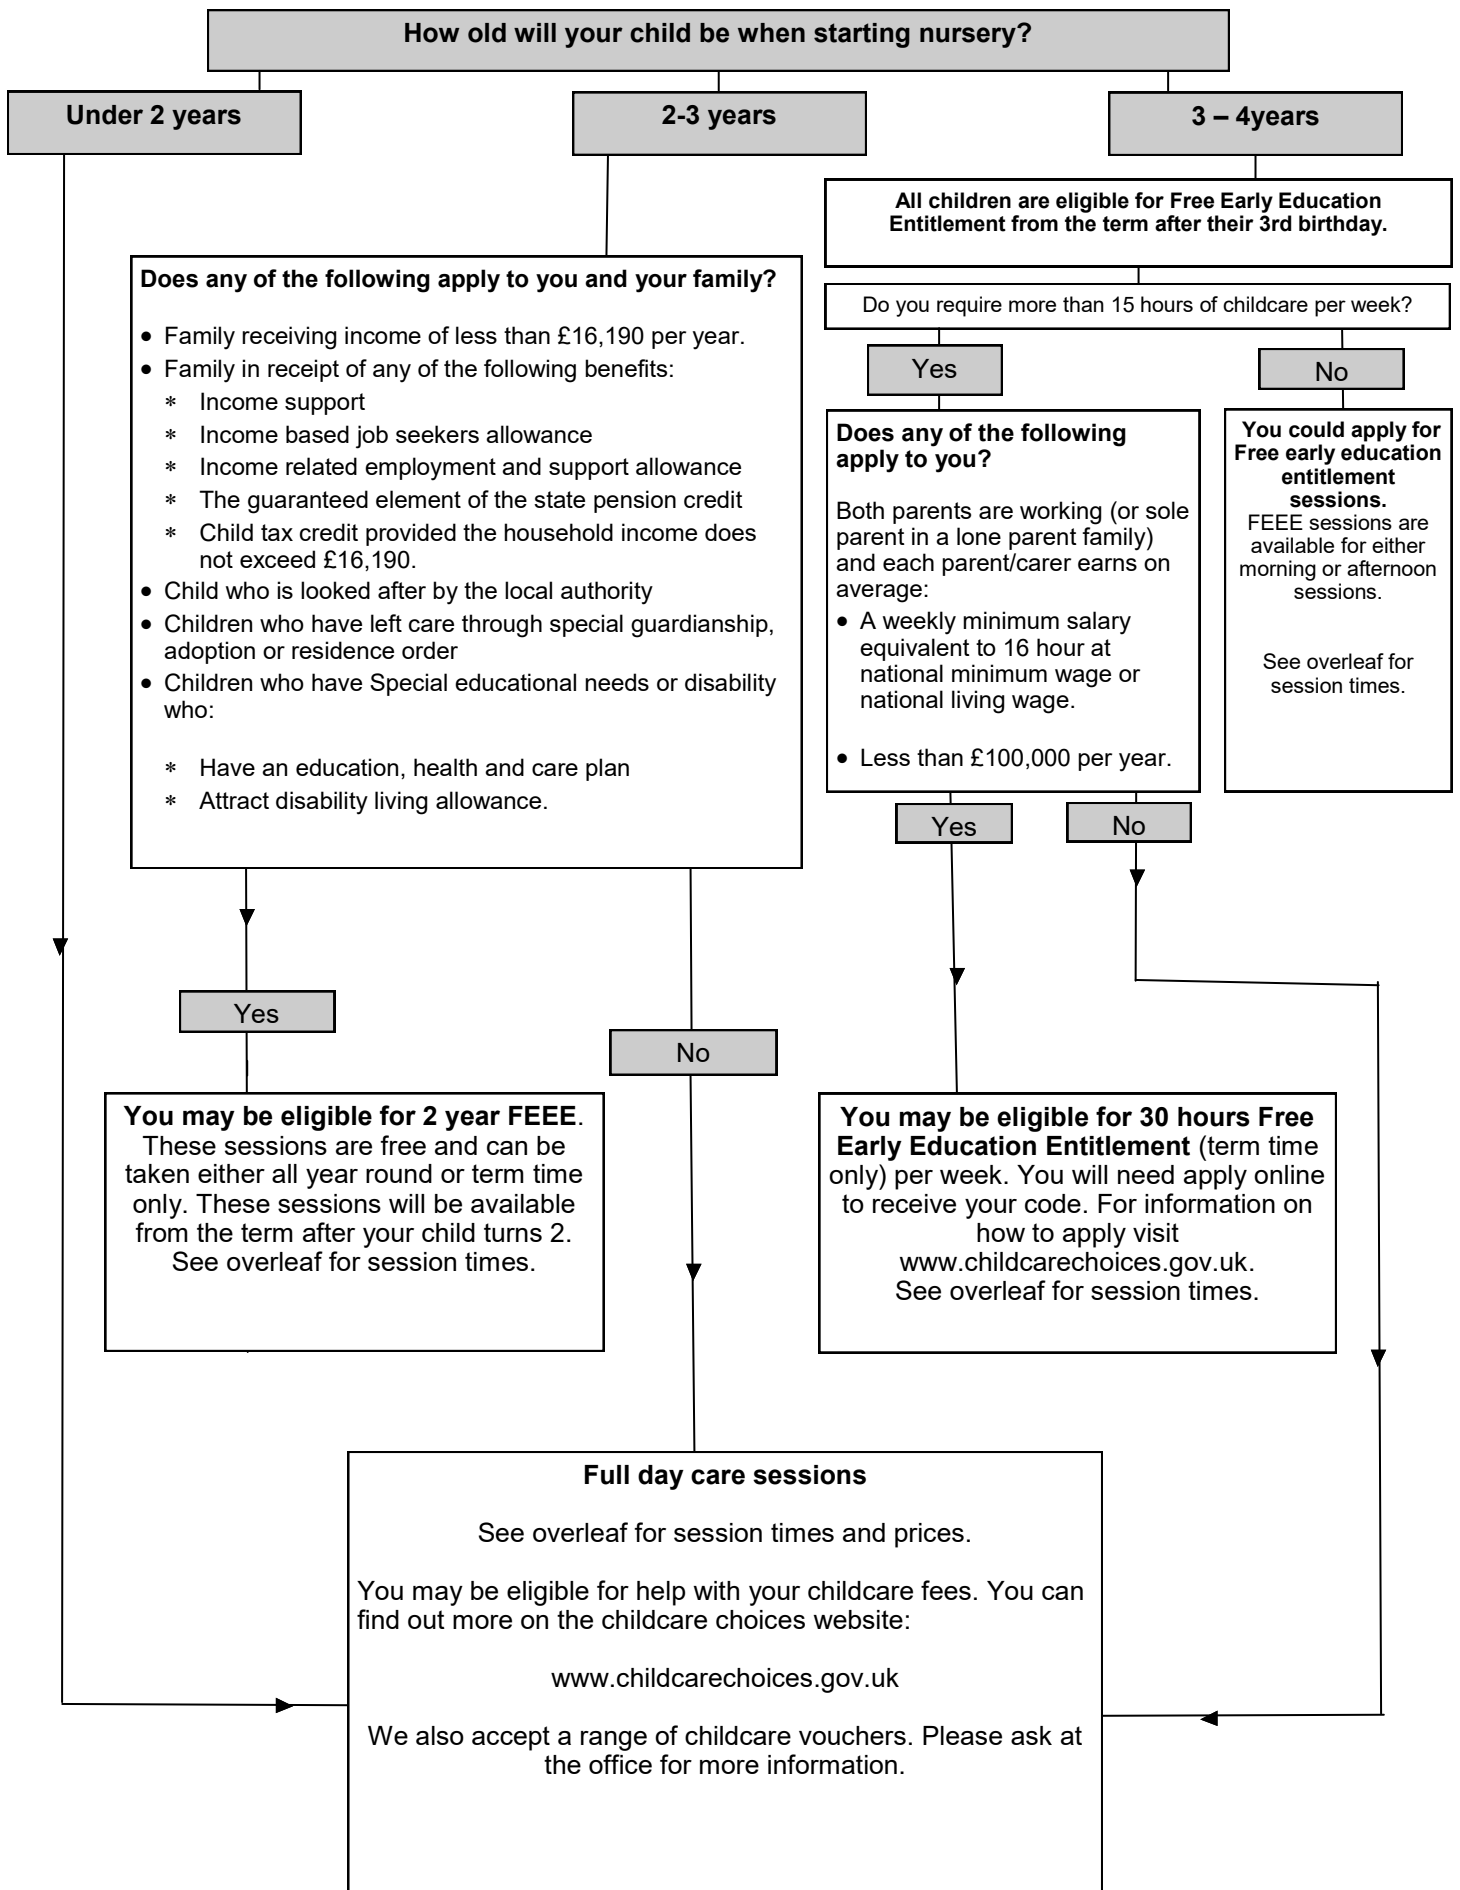 How old will your child be when starting nursery?
Under 2 years
2-3 years
3 – 4years
All children are eligible for Free Early Education
Entitlement from the term after their 3rd birthday.
Do you require more than 15 hours of childcare per week?
Yes
No
Does any of the following apply to you and your family?
• Family receiving income of less than £16,190 per year.
• Family in receipt of any of the following benefits:
* Income support
* Income based job seekers allowance
* Income related employment and support allowance
* The guaranteed element of the state pension credit
* Child tax credit provided the household income does
not exceed £16,190.
• Child who is looked after by the local authority
• Children who have left care through special guardianship,
adoption or residence order
• Children who have Special educational needs or disability
who:
* Have an education, health and care plan
* Attract disability living allowance.
Does any of the following
apply to you?
Both parents are working (or sole
parent in a lone parent family)
and each parent/carer earns on
average:
• A weekly minimum salary
equivalent to 16 hour at
national minimum wage or
national living wage.
• Less than £100,000 per year.
You could apply for
Free early education
entitlement
sessions.
FEEE sessions are
available for either
morning or afternoon
sessions.
See overleaf for
session times.
Yes
No
Yes
No
You may be eligible for 2 year FEEE.
These sessions are free and can be
taken either all year round or term time
only. These sessions will be available
from the term after your child turns 2.
See overleaf for session times.
You may be eligible for 30 hours Free
Early Education Entitlement (term time
only) per week. You will need apply online
to receive your code. For information on
how to apply visit
www.childcarechoices.gov.uk.
See overleaf for session times.
Full day care sessions
See overleaf for session times and prices.
You may be eligible for help with your childcare fees. You can
find out more on the childcare choices website:
www.childcarechoices.gov.uk
We also accept a range of childcare vouchers. Please ask at
the office for more information.